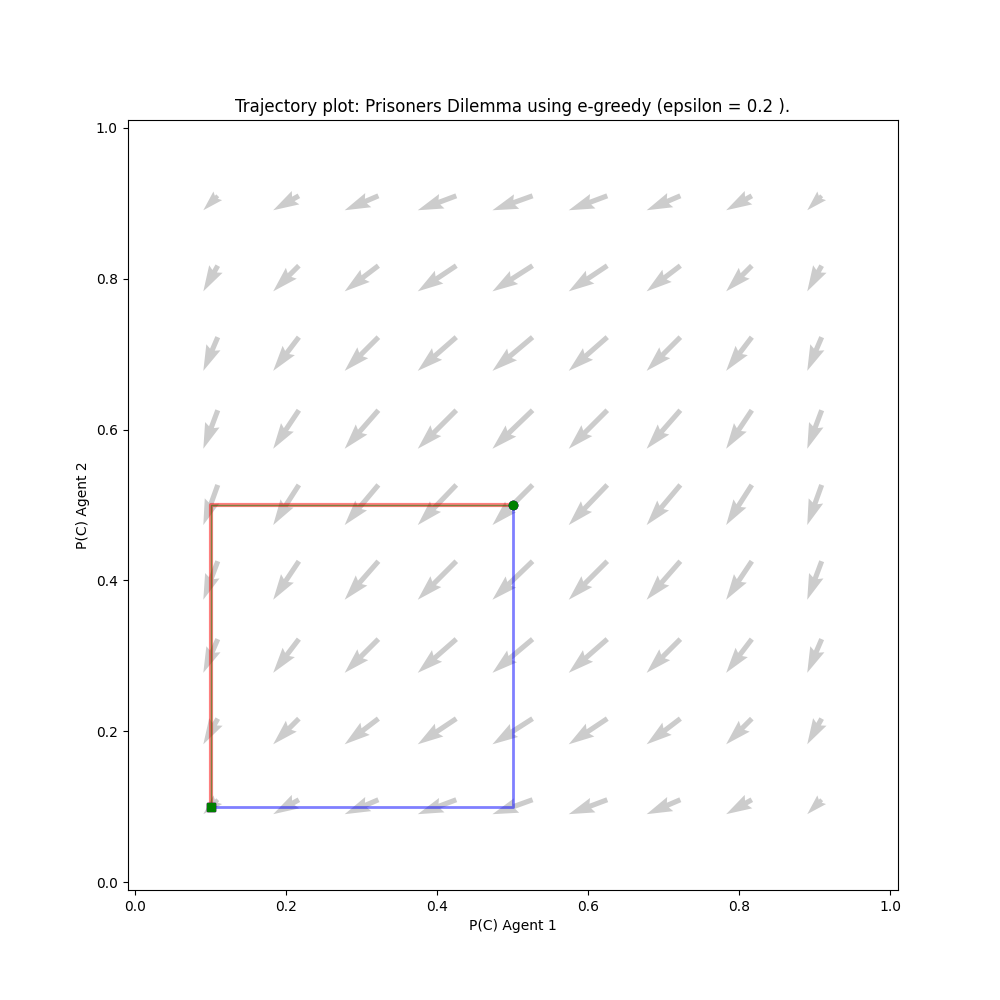 Trajectory plot: Prisoners Dilemma using e-greedy (epsilon = 0.2 ).
1.0
0.8
0.6
0.4
0.2
0.0
P(C) Agent 2
0.0 0.2 0.4 0.6 0.8 1.0
P(C) Agent 1